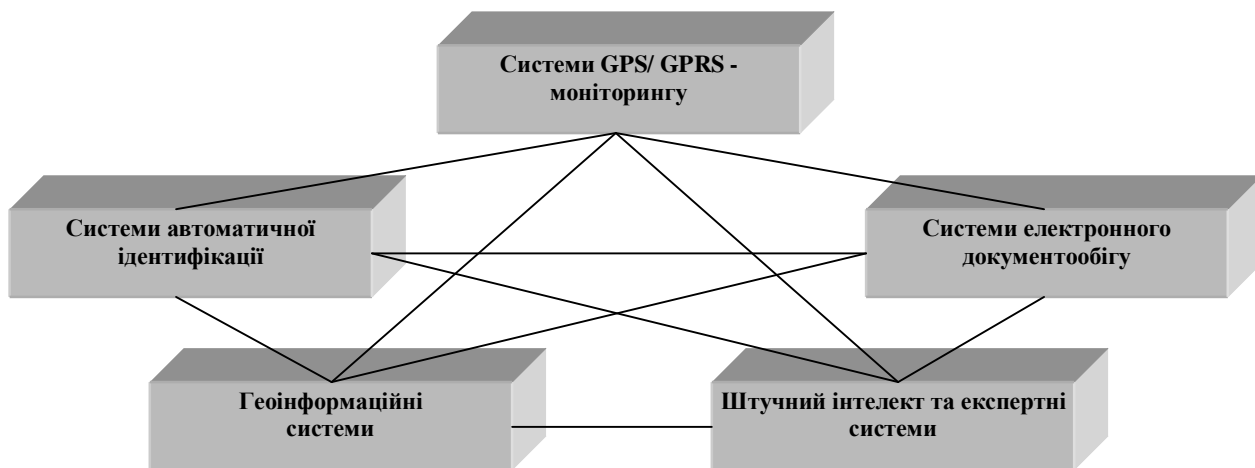 Системи GPS/ GPRS -
моніторингу
Системи автоматичної
ідентифікації
Системи електронного
документообігу
Геоінформаційні
системи
Штучний інтелект та експертні
системи